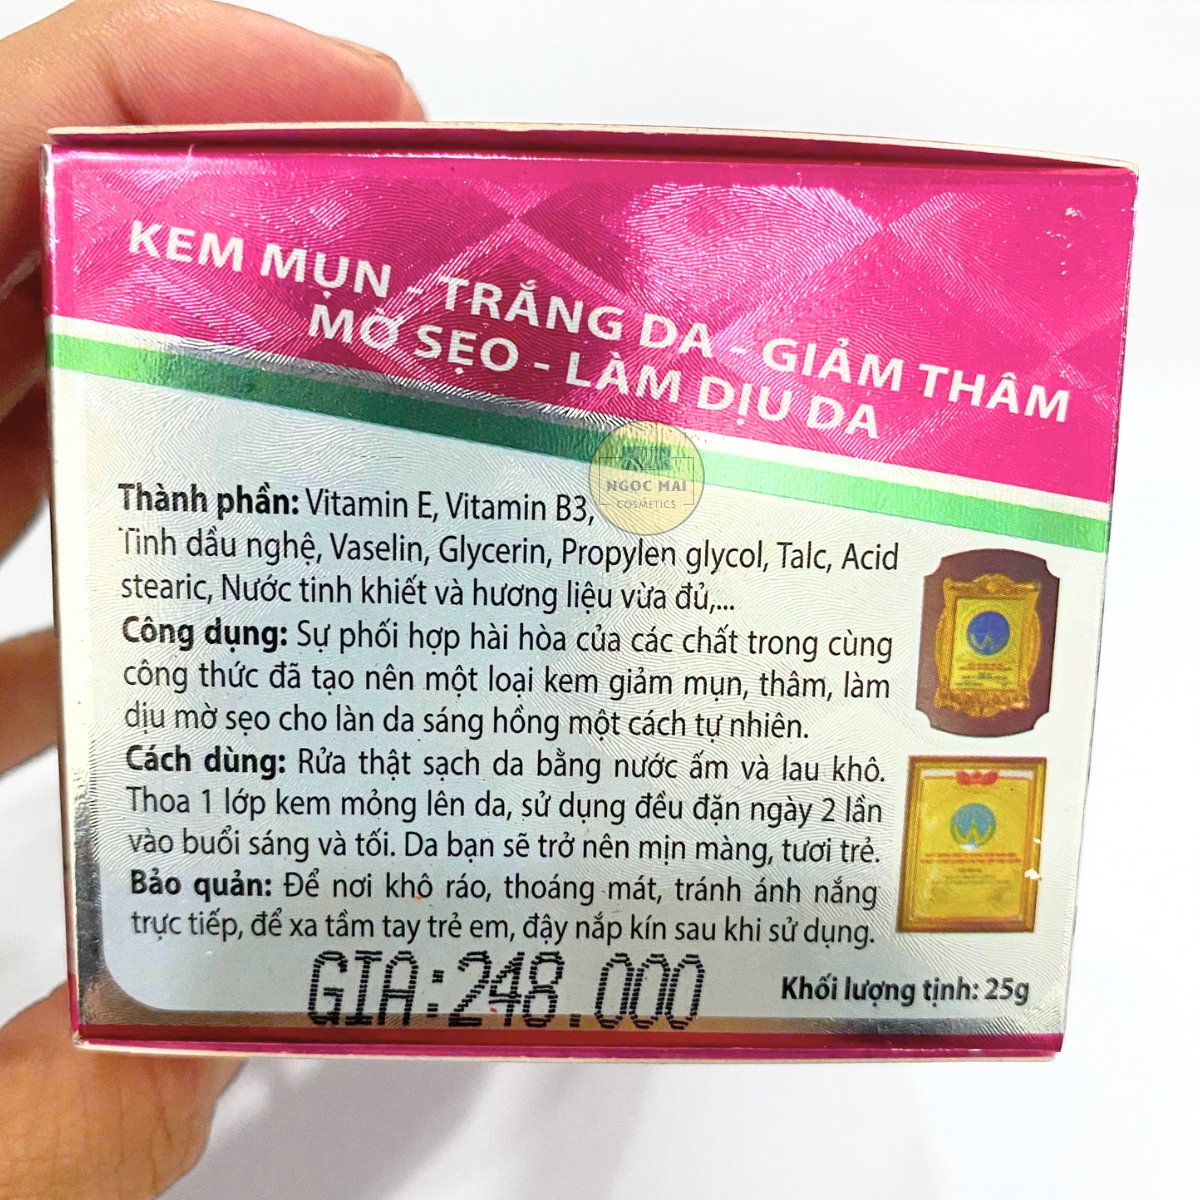 KEM MỤN - TRẮNG DA - GIẢM THÂM
MỜ SẸO - LÀM DỊU DA
NGỌC MAI
COSMETICS
Thành phần: Vitamin E, Vitamin B3,
Tinh dầu nghệ, Vaselin, Glycerin, Propylen glycol, Talc, Acid
stearic, Nước tinh khiết và hương liệu vừa đủ,...
Công dụng: Sự phối hợp hài hòa của các chất trong cùng
công thức đã tạo nên một loại kem giảm mụn, thâm, làm
dịu mờ sẹo cho làn da sáng hồng một cách tự nhiên.
Cách dùng: Rửa thật sạch da bằng nước ấm và lau khô.
Thoa 1 lớp kem mỏng lên da, sử dụng đều đặn ngày 2 lần
vào buổi sáng và tối. Da bạn sẽ trở nên mịn màng, tươi trẻ.
Bảo quản: Để nơi khô ráo, thoáng mát, tránh ánh nắng
trực tiếp, để xa tầm tay trẻ em, đậy nắp kín sau khi sử dụng.
GIA:248.000
Khối lượng tịnh: 25g